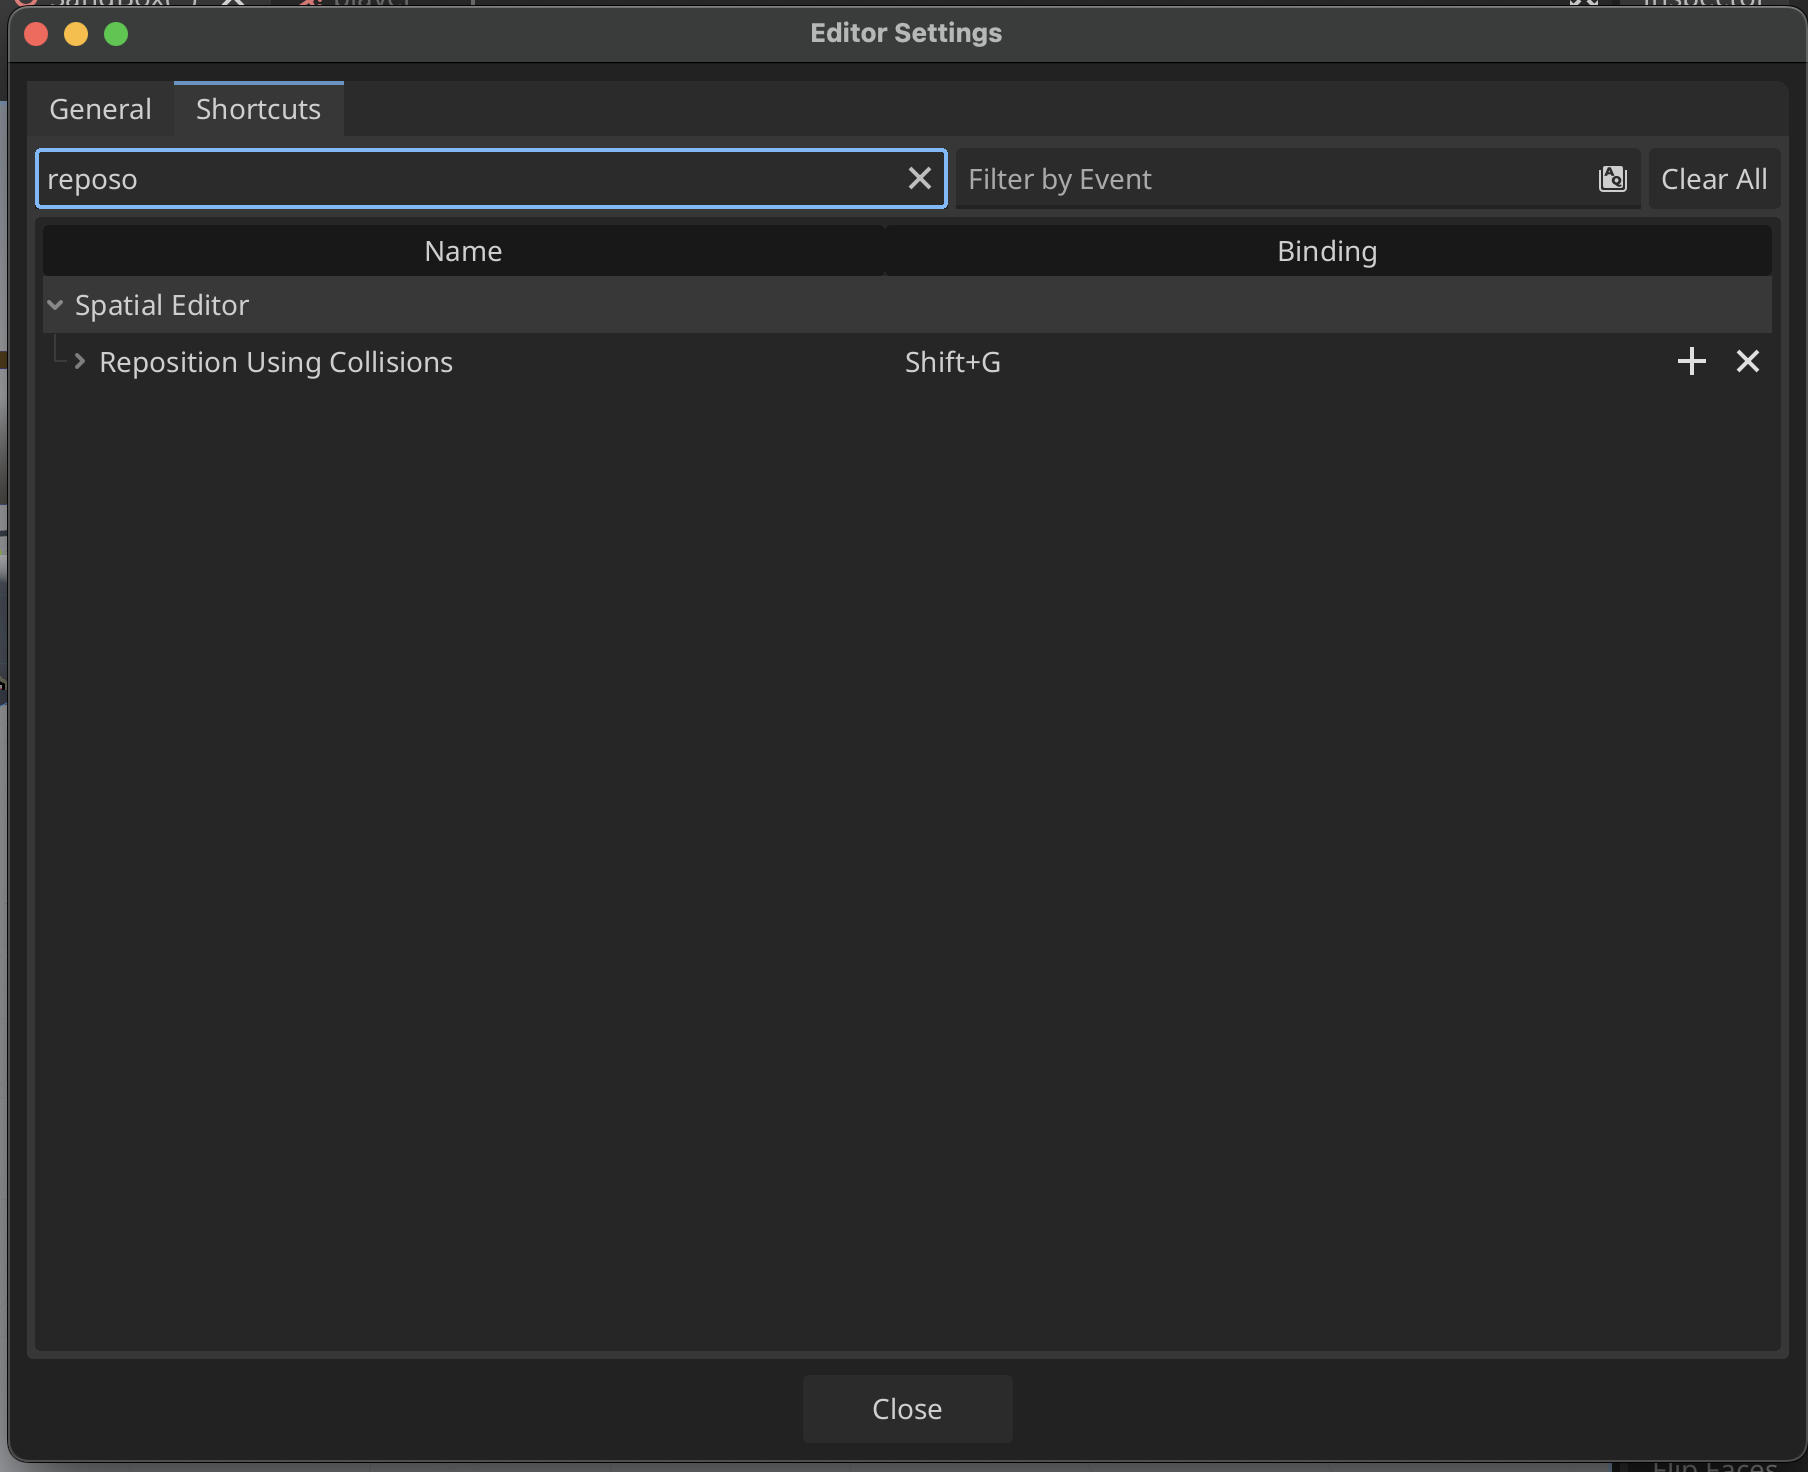 Editor Settings
General Shortcuts
reposo Filter by Event Clear All
Name Binding
Spatial Editor
Reposition Using Collisions Shift+G
Close